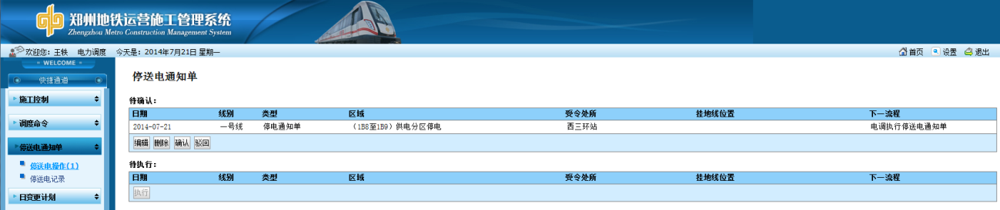 郑州地铁运营施工管理系统
Zhengzhou Metro Construction Management System
欢迎您：王轶 电力调度 今天是：2014年7月21日 星期一 首页 设置 退出
- WELCOME -
快捷通道
施工控制
调度命令
停送电通知单
停送电操作(1)
停送电记录
日变更计划
停送电通知单
待确认：
日期 线别 类型 区域 受令处所 挂地线位置 下一流程
2014-07-21 一号线 停电通知单 （1B8至1B9）供电分区停电 西三环站 电调执行停送电通知单
编辑 删除 确认 驳回
待执行：
日期 线别 类型 区域 受令处所 挂地线位置 下一流程
执行